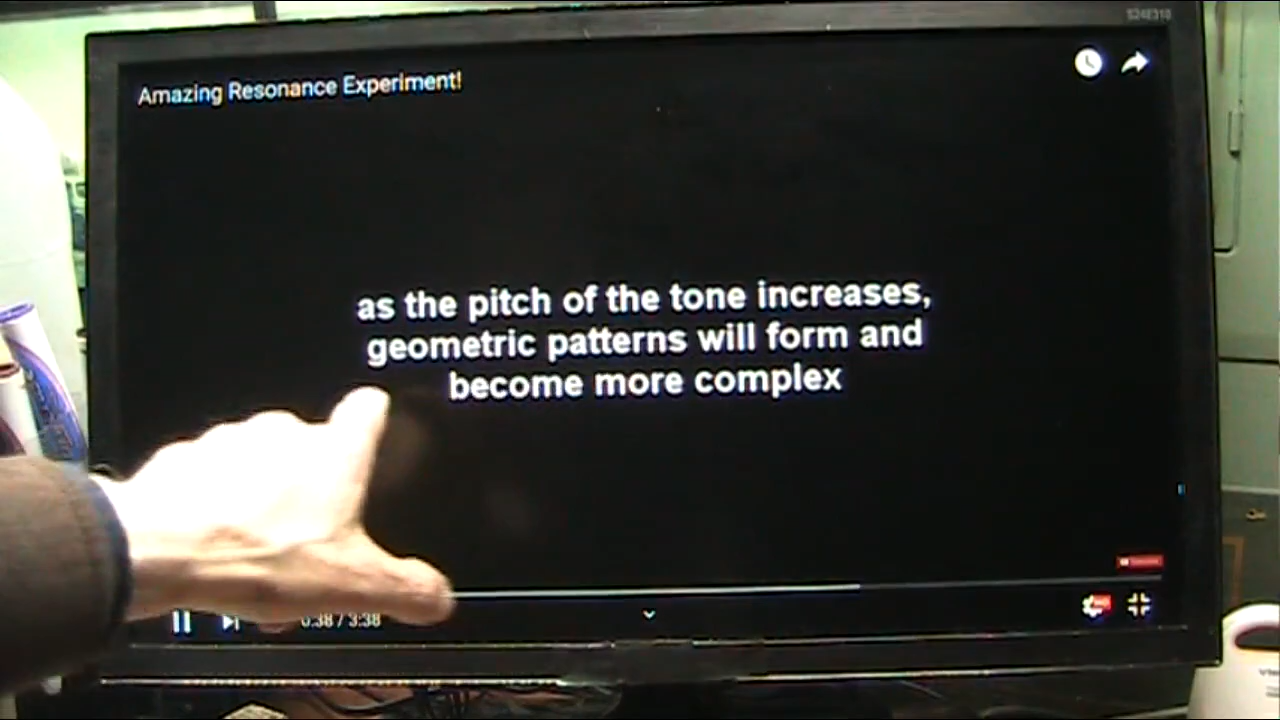 S24E310
Amazing Resonance Experiment!
as the pitch of the tone increases,
geometric patterns will form and
become more complex
0:38 / 3:38